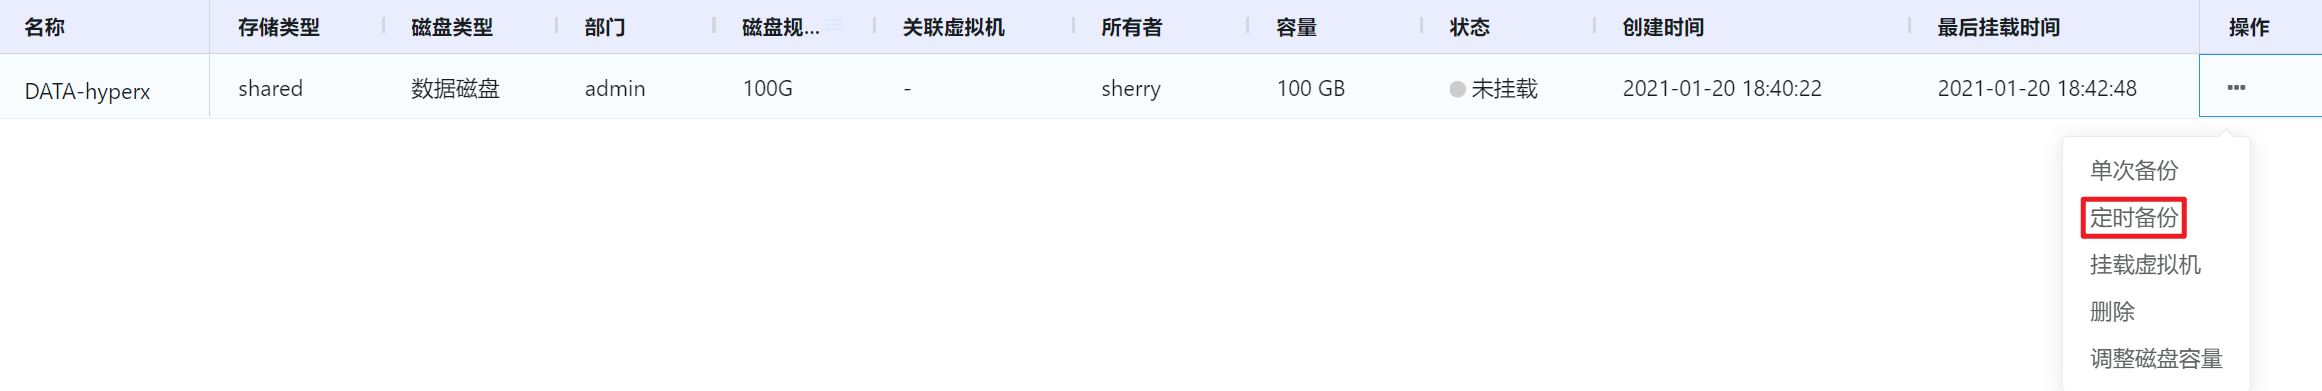 名称 存储类型 磁盘类型 部门 磁盘规... 关联虚拟机 所有者 容量 状态 创建时间 最后挂载时间 操作
DATA-hyperx shared 数据磁盘 admin 100G - sherry 100 GB 未挂载 2021-01-20 18:40:22 2021-01-20 18:42:48 •••
单次备份
定时备份
挂载虚拟机
删除
调整磁盘容量